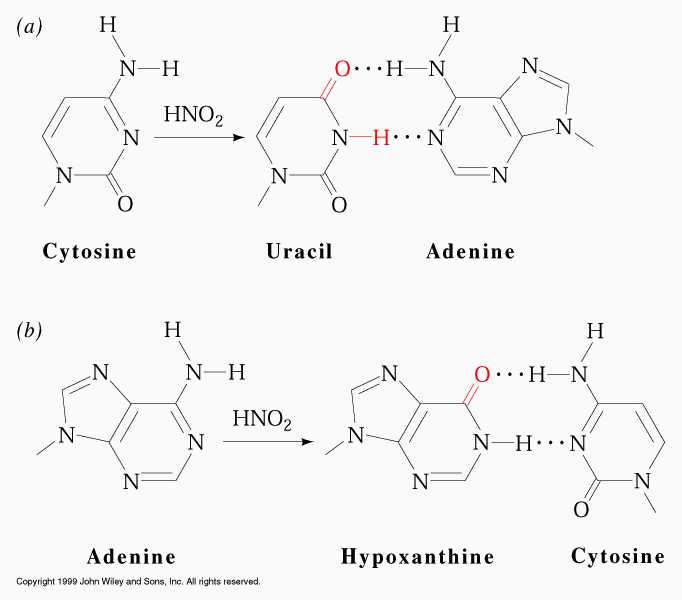 (a)
H
N—H
HNO₂
N
N
O
H
O···H—N
N
N—H···N
N
N
N
O
Cytosine Uracil Adenine
(b)
H
N—H
N
HNO₂
N
N
N
H
O···H—N
N
N
N—H···N
N
N
O
Adenine Hypoxanthine Cytosine
Copyright 1999 John Wiley and Sons, Inc. All rights reserved.